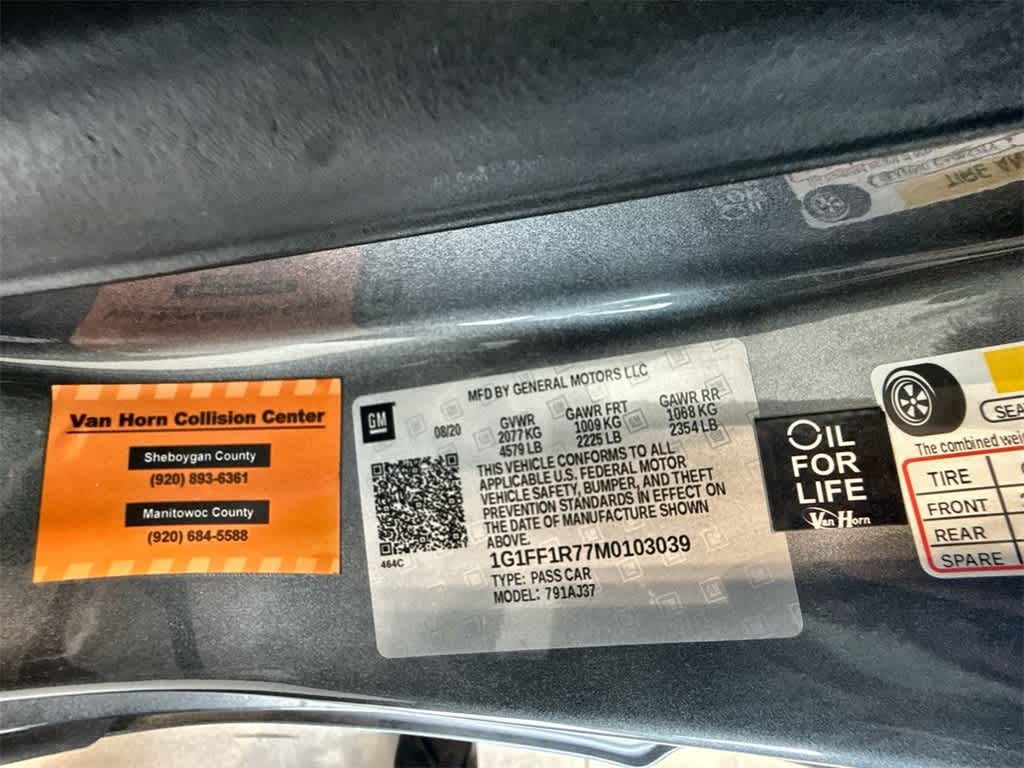 Van Horn Collision Center
Sheboygan County
(920) 893-6361
Manitowoc County
(920) 684-5588
GM
MFD BY GENERAL MOTORS LLC
08/20
GVWR
2077 KG
4579 LB
GAWR FRT
1009 KG
2225 LB
GAWR RR
1068 KG
2354 LB
THIS VEHICLE CONFORMS TO ALL
APPLICABLE U.S. FEDERAL MOTOR
VEHICLE SAFETY, BUMPER, AND THEFT
PREVENTION STANDARDS IN EFFECT ON
THE DATE OF MANUFACTURE SHOWN
ABOVE.
464C
1G1FF1R77M0103039
TYPE: PASS CAR
MODEL: 791AJ37
OIL
FOR
LIFE
Van Horn
SEA
The combined wei
TIRE
FRONT
REAR
SPARE